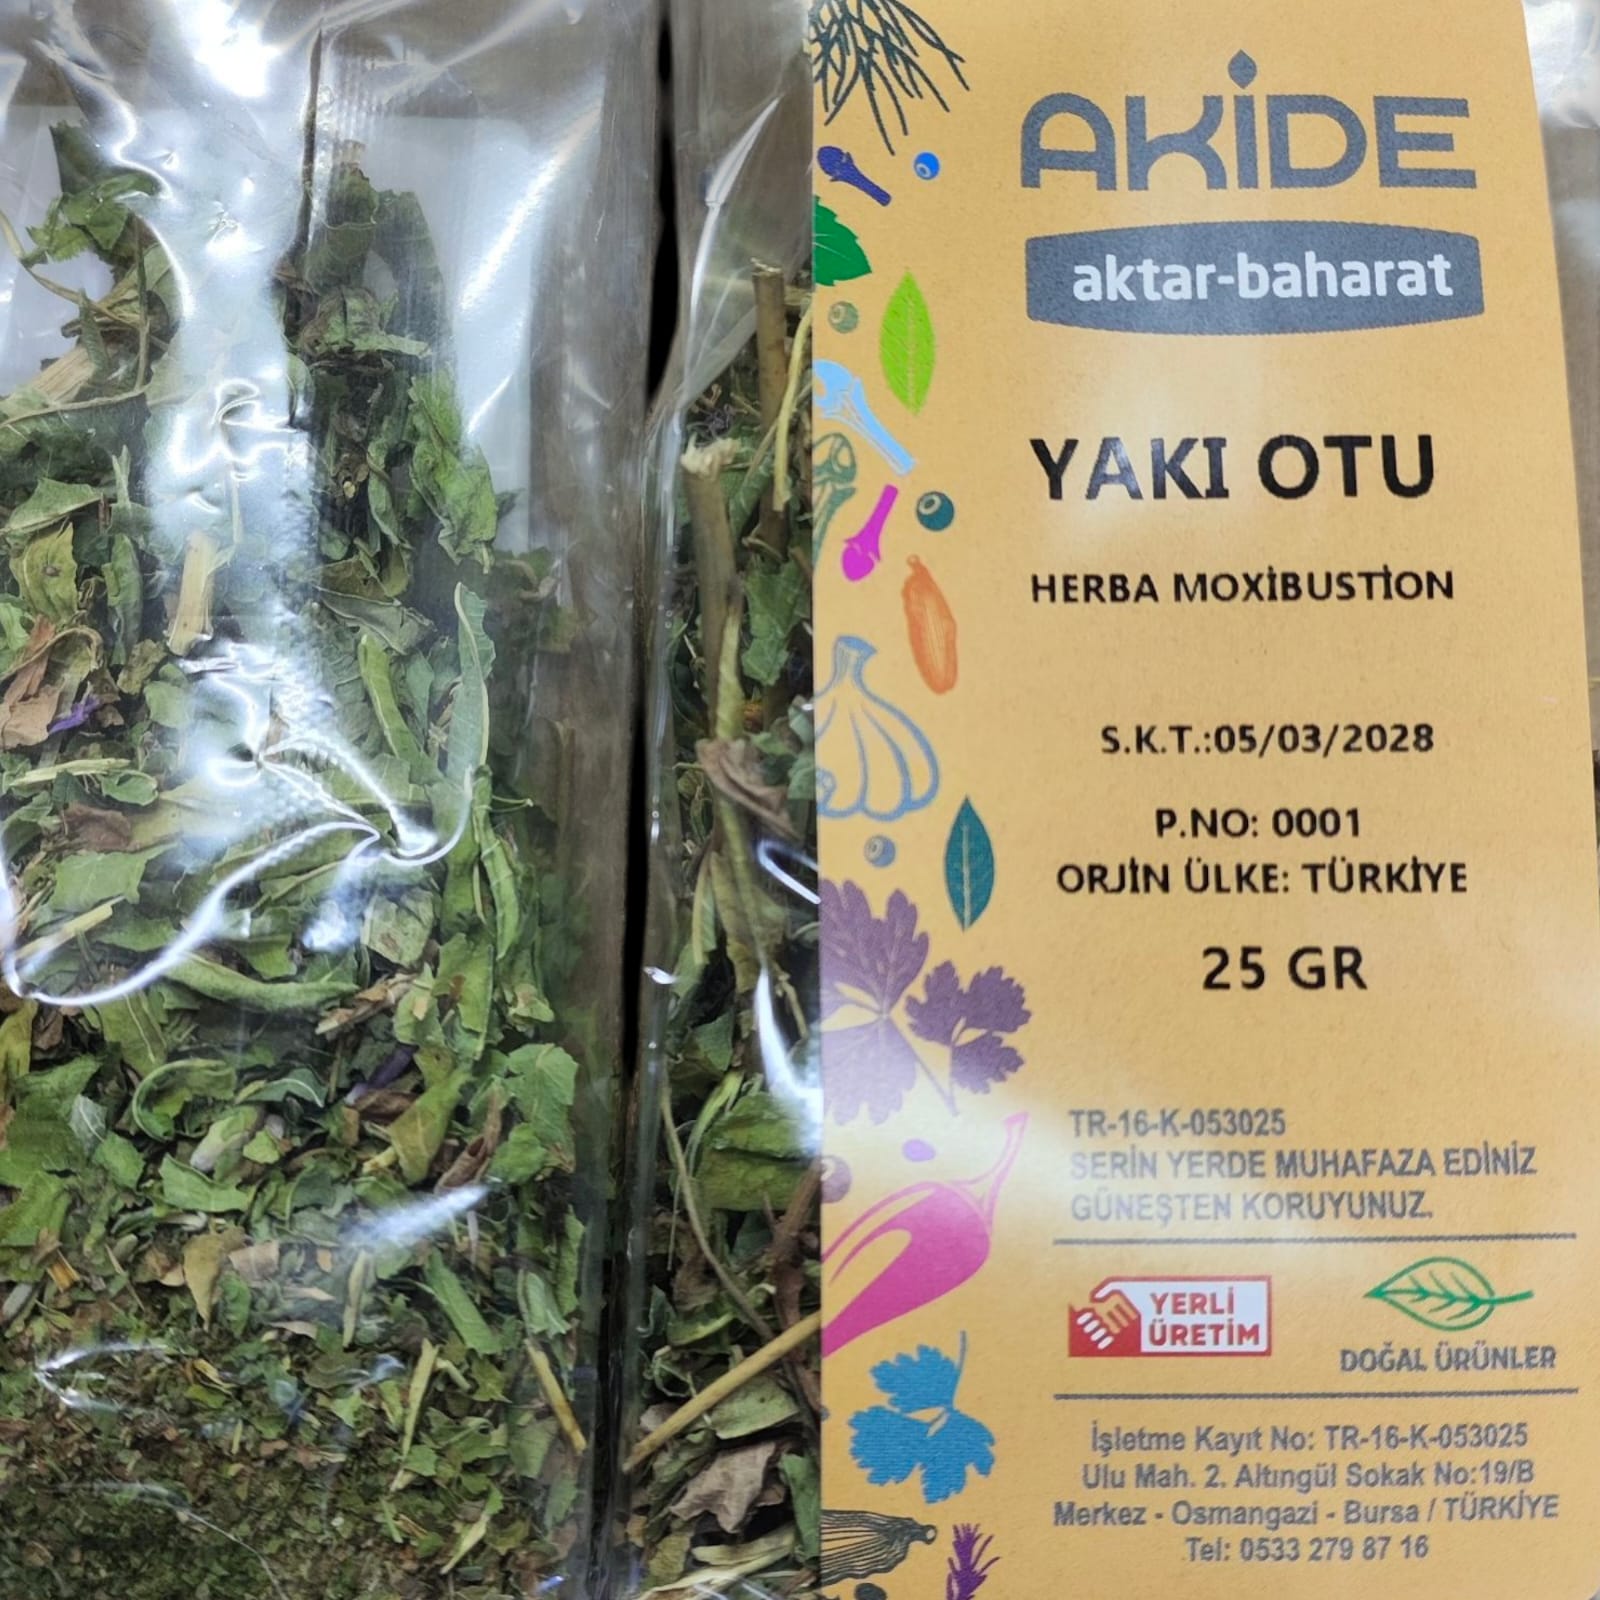 AKİDE
aktar-baharat
YAKI OTU
HERBA MOXİBUSTİON
S.K.T.:05/03/2028
P.NO: 0001
ORJİN ÜLKE: TÜRKİYE
25 GR
TR-16-K-053025
SERİN YERDE MUHAFAZA EDİNİZ
GÜNEŞTEN KORUYUNUZ.
YERLİ
ÜRETİM
DOĞAL ÜRÜNLER
İşletme Kayıt No: TR-16-K-053025
Ulu Mah. 2. Altıngül Sokak No:19/B
Merkez - Osmangazi - Bursa / TÜRKİYE
Tel: 0533 279 87 16